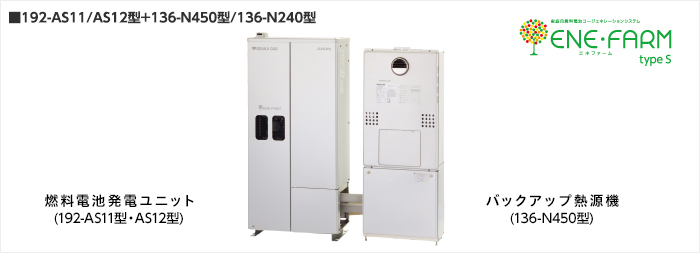 ■192-AS11/AS12型+136-N450型/136-N240型
家庭用燃料電池コージェネレーションシステム
ENE・FARM
エネファーム
type S
OSAKA GAS
燃料電池発電ユニット
(192-AS11型・AS12型)
バックアップ熱源機
(136-N450型)